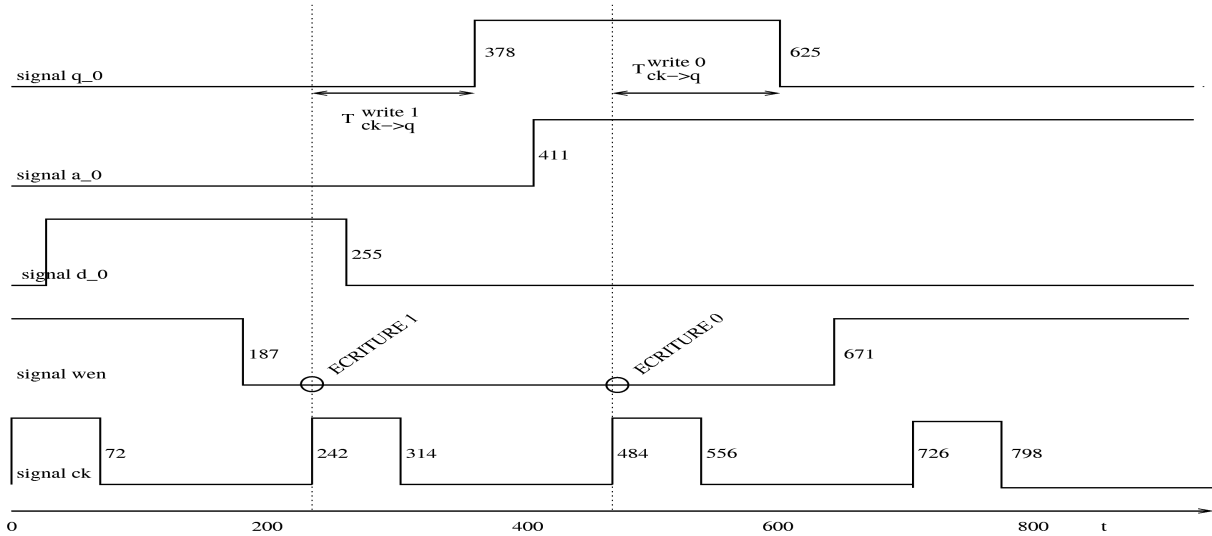 378
625
signal q_0
T write 1 ck->q
T write 0 ck->q
411
signal a_0
255
signal d_0
ECRITURE 1
ECRITURE 0
187
671
signal wen
72
242
314
484
556
726
798
signal ck
0
200
400
600
800
t